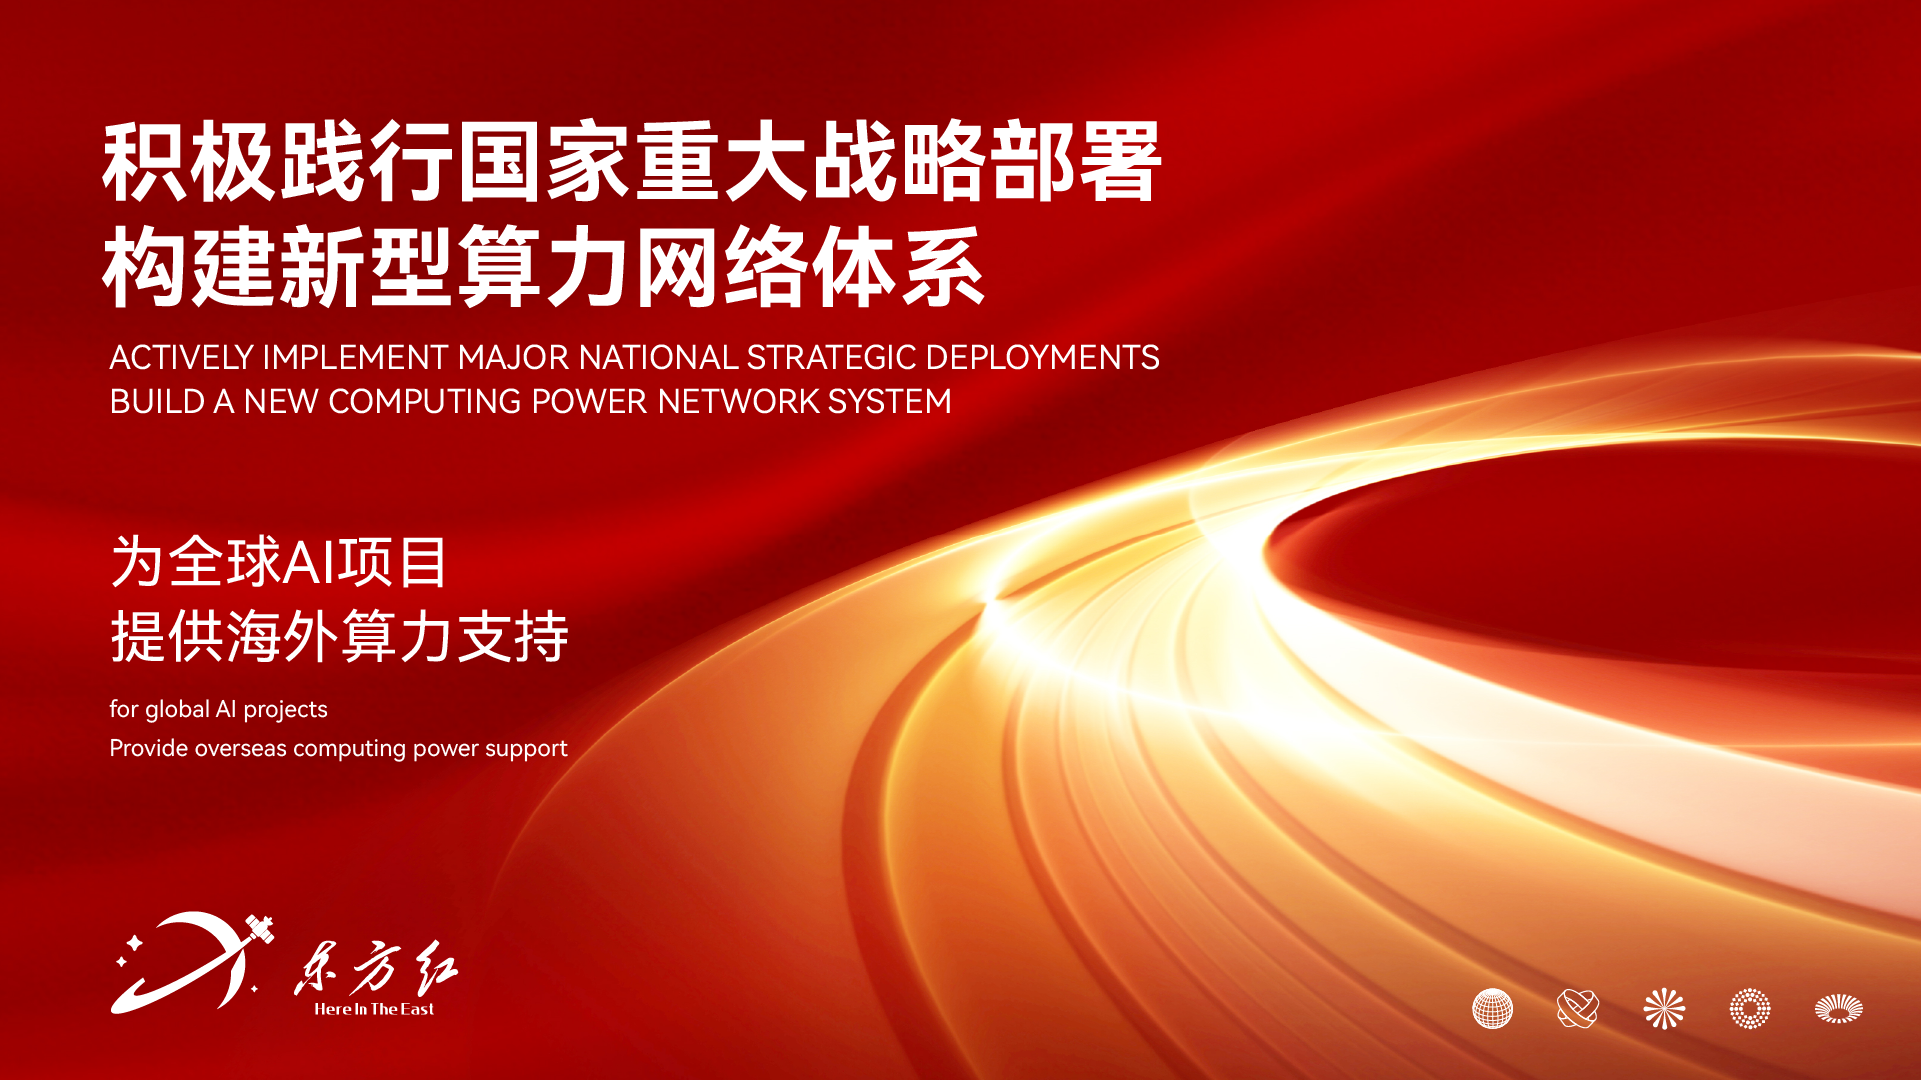 积极践行国家重大战略部署
构建新型算力网络体系
ACTIVELY IMPLEMENT MAJOR NATIONAL STRATEGIC DEPLOYMENTS
BUILD A NEW COMPUTING POWER NETWORK SYSTEM
为全球AI项目
提供海外算力支持
for global AI projects
Provide overseas computing power support
东方红
Here In The East